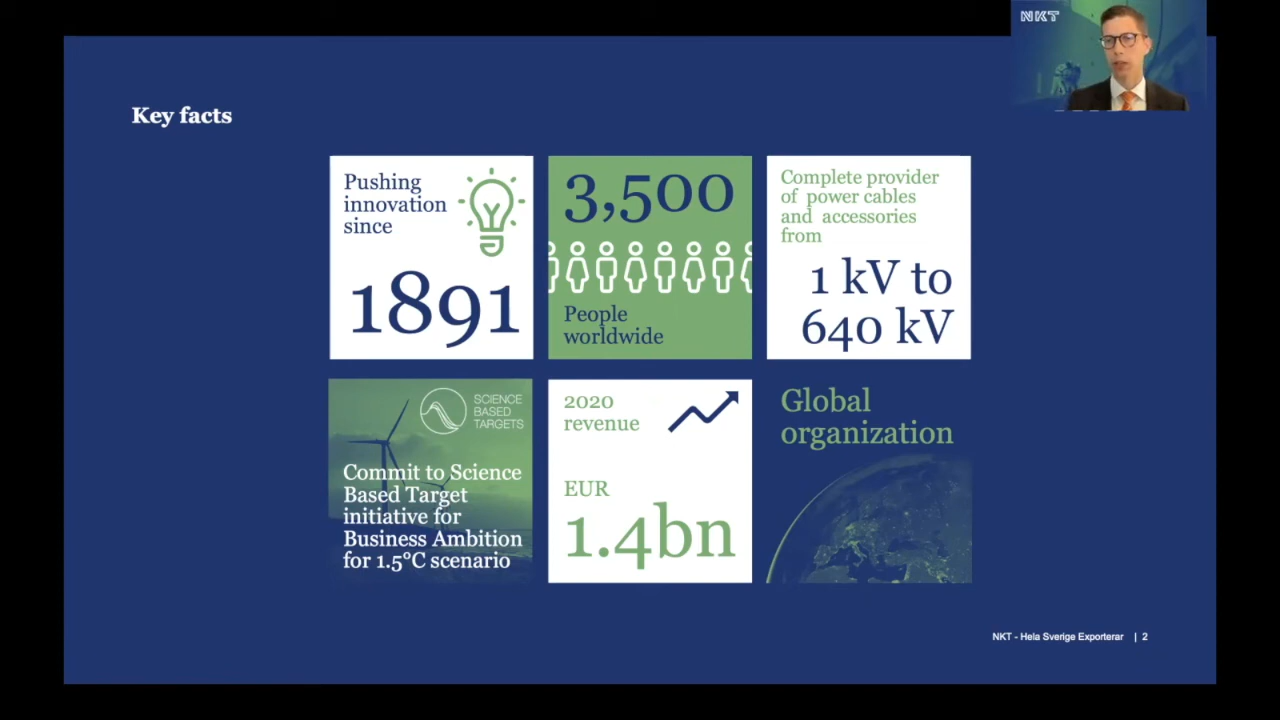 NKT
Key facts
Pushing
innovation
since
1891
3,500
People
worldwide
Complete provider
of power cables
and accessories
from
1 kV to
640 kV
SCIENCE
BASED
TARGETS
Commit to Science
Based Target
initiative for
Business Ambition
for 1.5°C scenario
2020
revenue
EUR
1.4bn
Global
organization
NKT - Hela Sverige Exporterar | 2